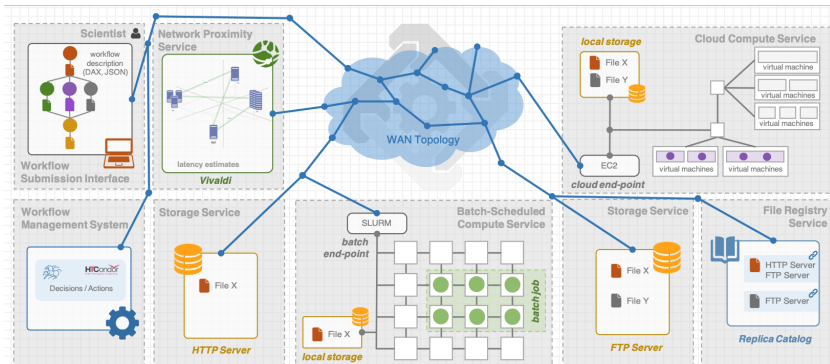 Scientist
workflow
description
(DAX, JSON)
Workflow
Submission Interface
Network Proximity
Service
latency estimates
Vivaldi
WAN Topology
local storage
File X
File Y
EC2
cloud end-point
Cloud Compute Service
virtual machine
virtual machines
virtual machines
virtual machines
virtual machines
Workflow
Management System
HTCondor
Decisions / Actions
Storage Service
File X
HTTP Server
SLURM
batch
end-point
Batch-Scheduled
Compute Service
batch job
File X
local storage
Storage Service
File X
File Y
FTP Server
File Registry
Service
HTTP Server
FTP Server
FTP Server
Replica Catalog